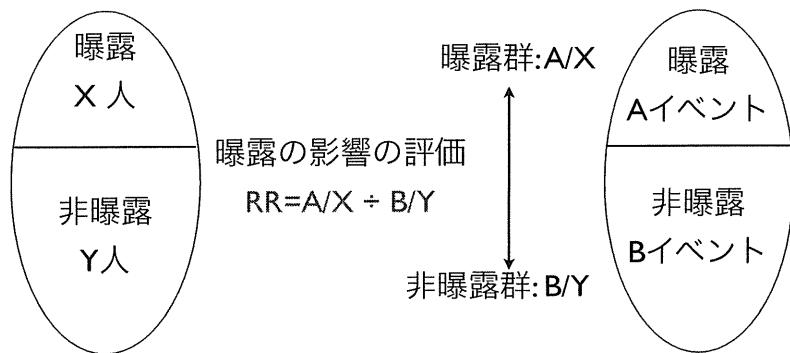 曝露
X 人
非曝露
Y人
曝露の影響の評価
RR=A/X ÷ B/Y
曝露群:A/X
非曝露群:B/Y
曝露
Aイベント
非曝露
Bイベント